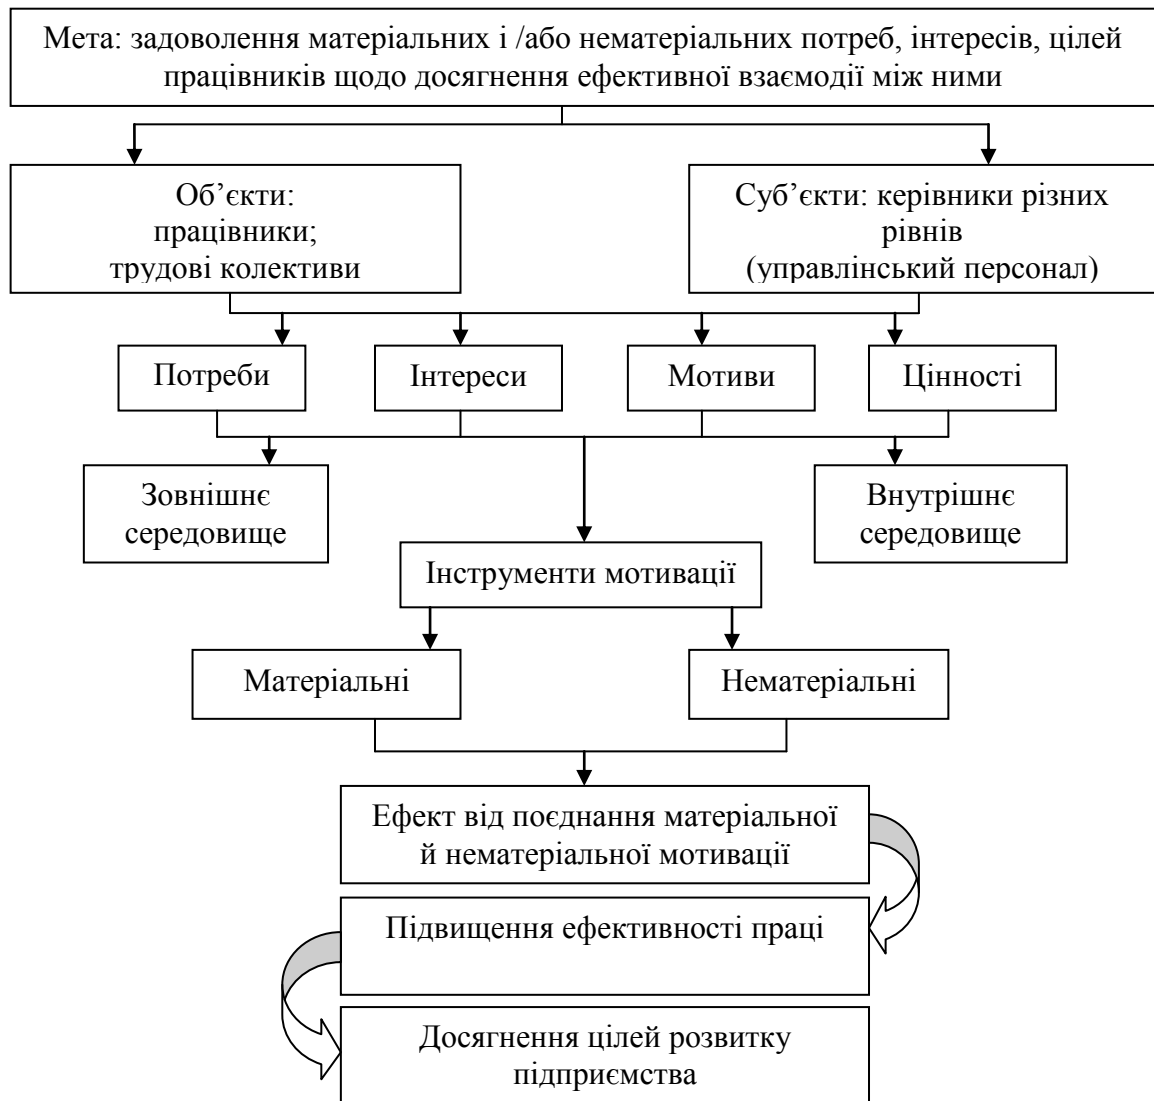 Мета: задоволення матеріальних і /або нематеріальних потреб, інтересів, цілей
працівників щодо досягнення ефективної взаємодії між ними
Об’єкти:
працівники;
трудові колективи
Суб’єкти: керівники різних
рівнів
(управлінський персонал)
Потреби
Інтереси
Мотиви
Цінності
Зовнішнє
середовище
Внутрішнє
середовище
Інструменти мотивації
Матеріальні
Нематеріальні
Ефект від поєднання матеріальної
й нематеріальної мотивації
Підвищення ефективності праці
Досягнення цілей розвитку
підприємства